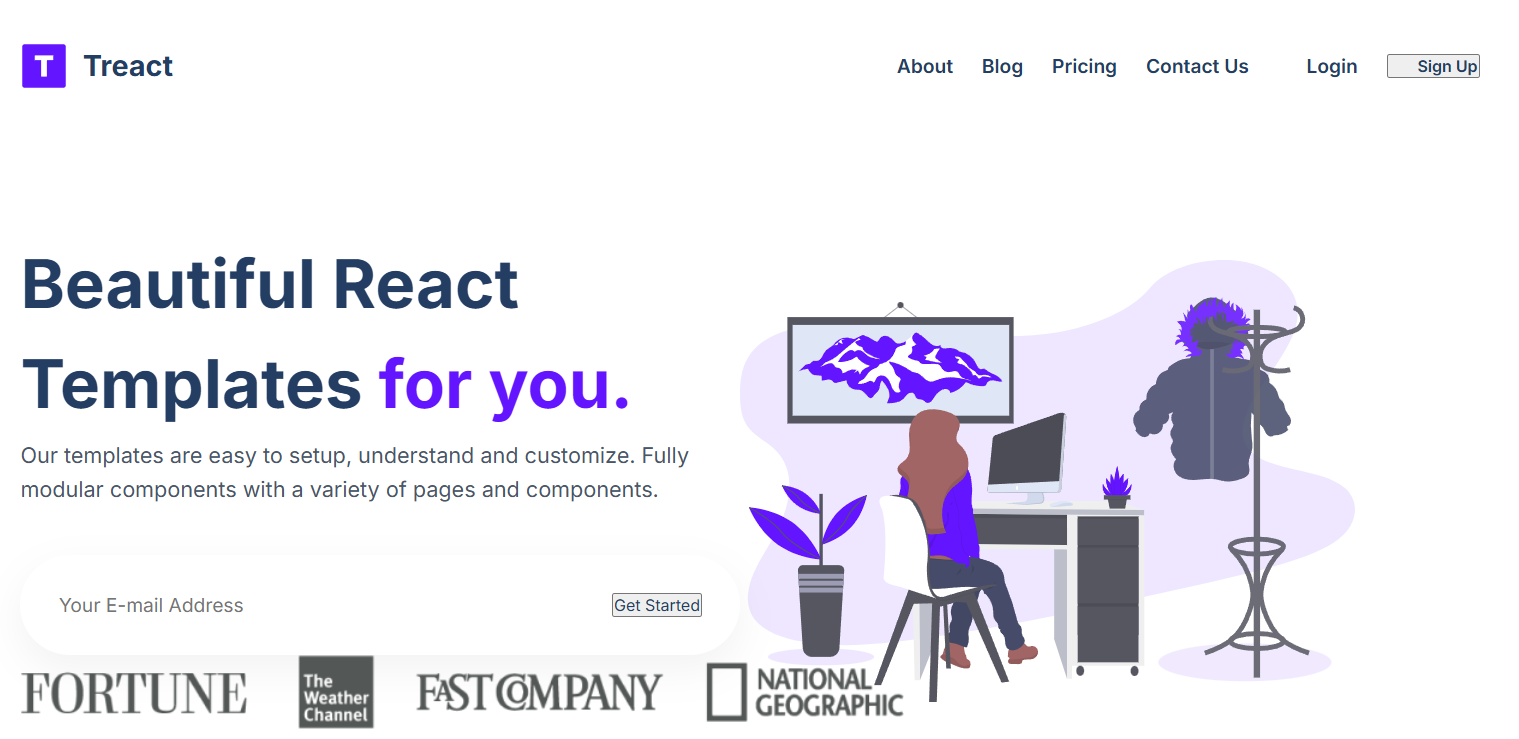 T Treact
About Blog Pricing Contact Us Login Sign Up
Beautiful React
Templates for you.
Our templates are easy to setup, understand and customize. Fully
modular components with a variety of pages and components.
Your E-mail Address Get Started
FORTUNE
The
Weather
Channel
FAST COMPANY
NATIONAL
GEOGRAPHIC